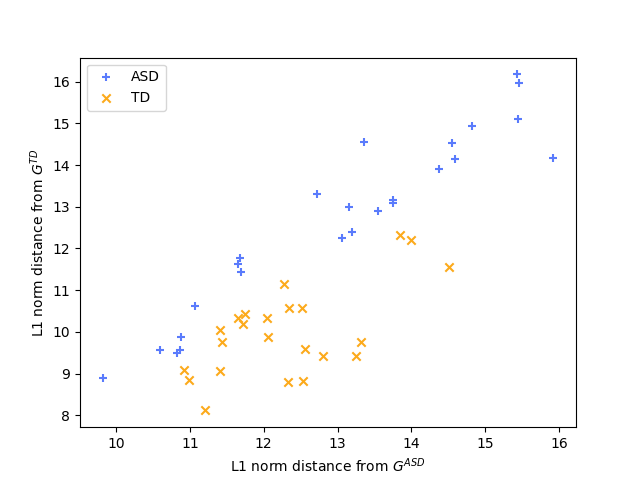 ASD
TD
16
15
14
13
12
11
10
9
8
L1 norm distance from G^{TD}
10 11 12 13 14 15 16
L1 norm distance from G^{ASD}